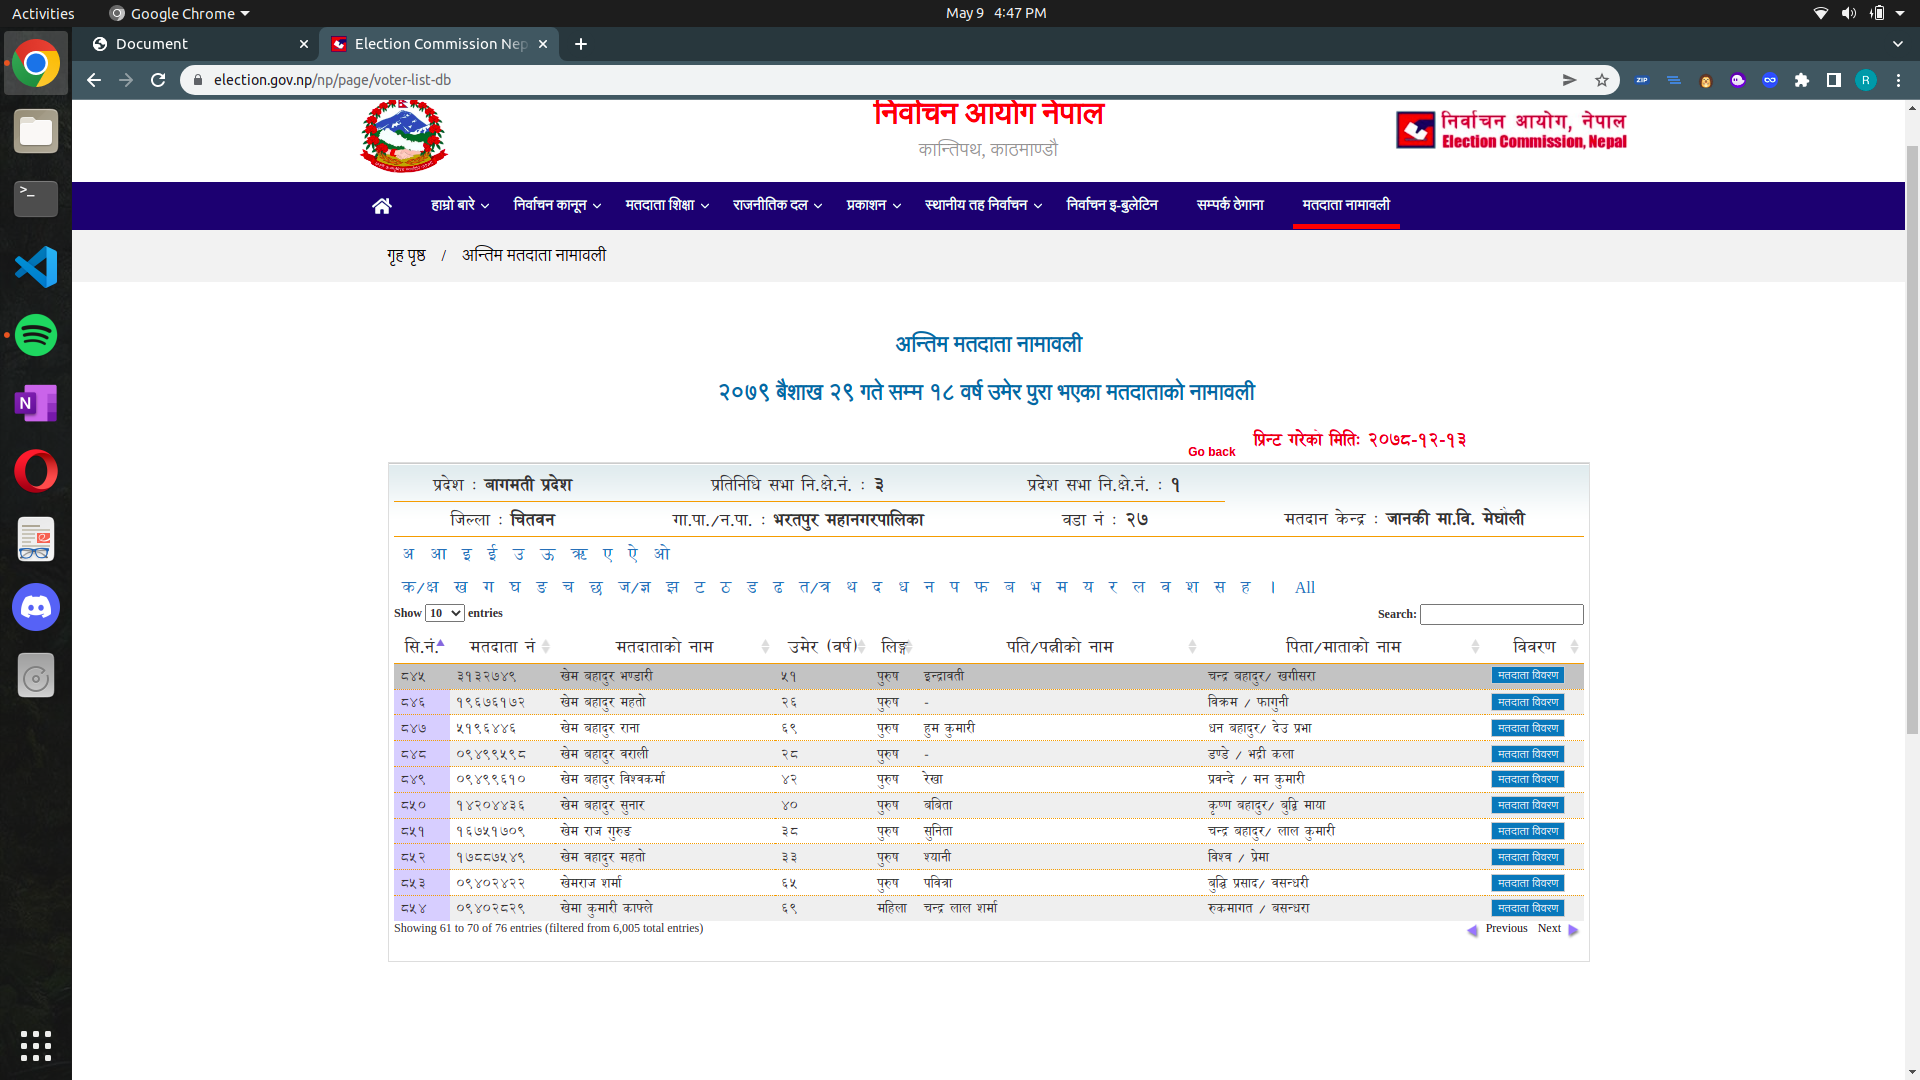 Activities Google Chrome May 9 4:47 PM
Document Election Commission Nep
election.gov.np/np/page/voter-list-db
निर्वाचन आयोग नेपाल
कान्तिपथ, काठमाण्डौ
निर्वाचन आयोग, नेपाल
Election Commission, Nepal
हाम्रो बारे निर्वाचन कानून मतदाता शिक्षा राजनीतिक दल प्रकाशन स्थानीय तह निर्वाचन निर्वाचन इ-बुलेटिन सम्पर्क ठेगाना मतदाता नामावली
गृह पृष्ठ / अन्तिम मतदाता नामावली
अन्तिम मतदाता नामावली
२०७९ बैशाख २९ गते सम्म १८ वर्ष उमेर पुरा भएका मतदाताको नामावली
Go back प्रिन्ट गरेको मितिः २०७८-१२-१३
प्रदेश : बागमती प्रदेश प्रतिनिधि सभा नि.क्षे.नं. : ३ प्रदेश सभा नि.क्षे.नं. : १
जिल्ला : चितवन गा.पा./न.पा. : भरतपुर महानगरपालिका वडा नं : २७ मतदान केन्द्र : जानकी मा.वि. मेघौली
अ आ इ ई उ ऊ ऋ ए ऐ ओ
क/क्ष ख ग घ ङ च छ ज/ज्ञ झ ट ठ ड ढ त/त्र थ द ध न प फ ब भ म य र ल व श स ह । All
Show 10 entries Search:
सि.नं. मतदाता नं मतदाताको नाम उमेर (वर्ष) लिङ्ग पति/पत्नीको नाम पिता/माताको नाम विवरण
८४५ ३१३२७४९ खेम बहादुर भण्डारी ५१ पुरुष इन्द्रावती चन्द्र बहादुर/ खगीसरा मतदाता विवरण
८४६ १९६७६१७२ खेम बहादुर महतो २६ पुरुष - विक्रम / फागुनी मतदाता विवरण
८४७ ५१९६४४६ खेम बहादुर राना ६९ पुरुष हुम कुमारी धन बहादुर/ देउ प्रभा मतदाता विवरण
८४८ ०९४९९५९८ खेम बहादुर वराली २८ पुरुष - डण्डे / भद्री कला मतदाता विवरण
८४९ ०९४९९६१० खेम बहादुर विश्वकर्मा ४२ पुरुष रेखा प्रवन्दे / मन कुमारी मतदाता विवरण
८५० १४२०४४३६ खेम बहादुर सुनार ४० पुरुष बबिता कृष्ण बहादुर/ बुद्धि माया मतदाता विवरण
८५१ १६७५१७०९ खेम राज गुरुङ ३८ पुरुष सुनिता चन्द्र बहादुर/ लाल कुमारी मतदाता विवरण
८५२ १७८८७५४९ खेम वहादुर महतो ३३ पुरुष श्यानी विश्व / प्रेमा मतदाता विवरण
८५३ ०९४०२४२२ खेमराज शर्मा ६५ पुरुष पवित्रा बुद्धि प्रसाद/ वसन्धरी मतदाता विवरण
८५४ ०९४०२८२९ खेमा कुमारी काफ्ले ६९ महिला चन्द्र लाल शर्मा रुकमागत / बसन्धरा मतदाता विवरण
Showing 61 to 70 of 76 entries (filtered from 6,005 total entries) Previous Next